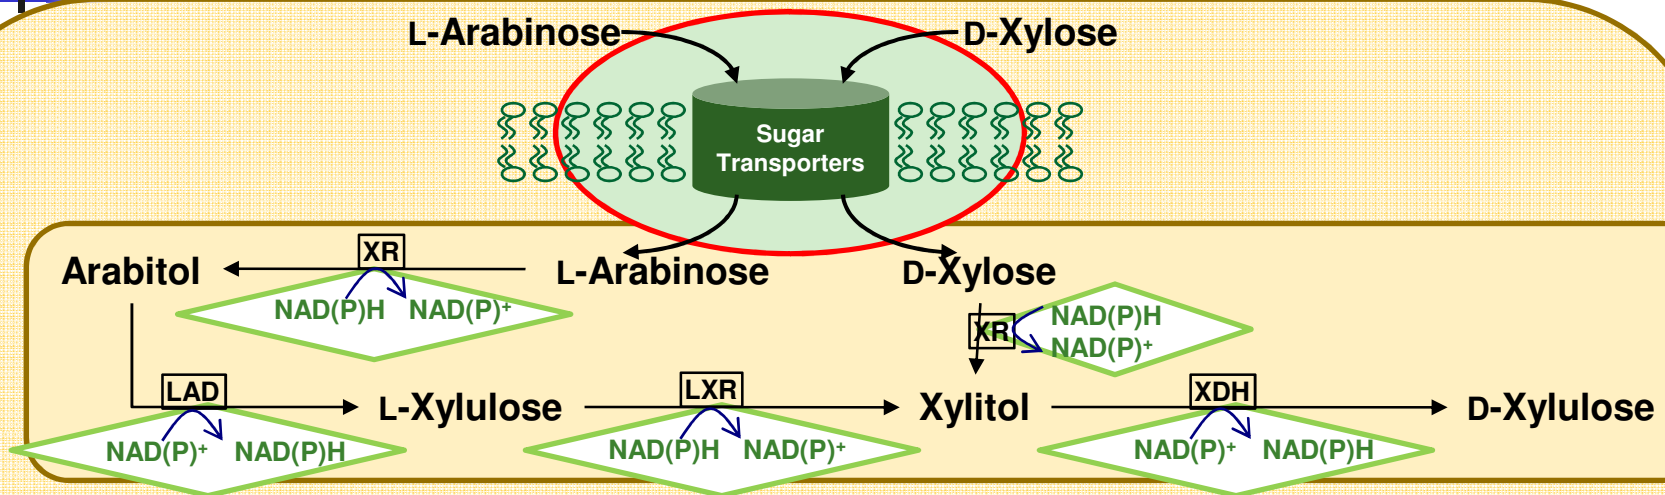 L-Arabinose
D-Xylose
Sugar
Transporters
XR
Arabitol
L-Arabinose
D-Xylose
NAD(P)H NAD(P)⁺
XR
NAD(P)H
NAD(P)⁺
LAD
LXR
XDH
L-Xylulose
Xylitol
D-Xylulose
NAD(P)⁺ NAD(P)H
NAD(P)H NAD(P)⁺
NAD(P)⁺ NAD(P)H